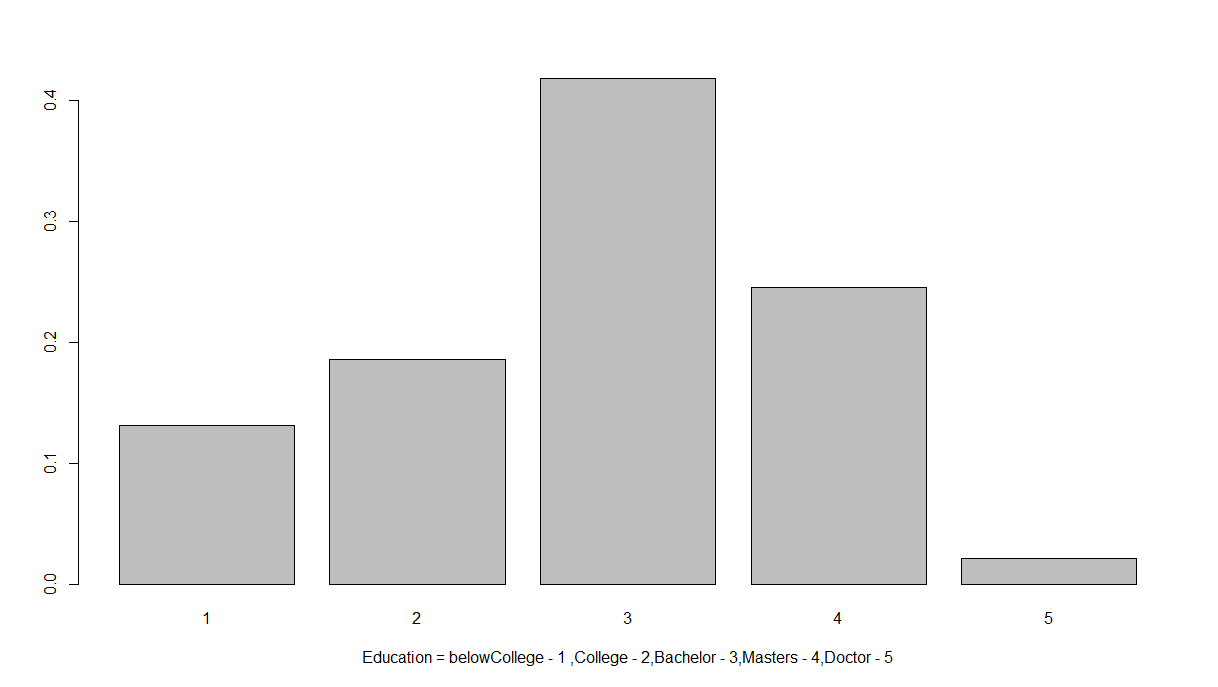 0.4
0.3
0.2
0.1
0.0
1 2 3 4 5
Education = belowCollege - 1 ,College - 2,Bachelor - 3,Masters - 4,Doctor - 5